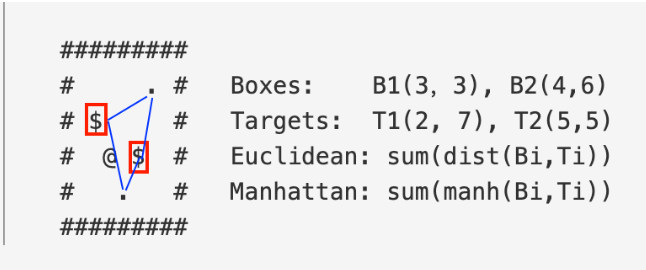 #########
#     . #   Boxes:    B1(3, 3), B2(4,6)
# $     #   Targets:  T1(2, 7), T2(5,5)
#  @ $  #   Euclidean: sum(dist(Bi,Ti))
#   .   #   Manhattan: sum(manh(Bi,Ti))
#########